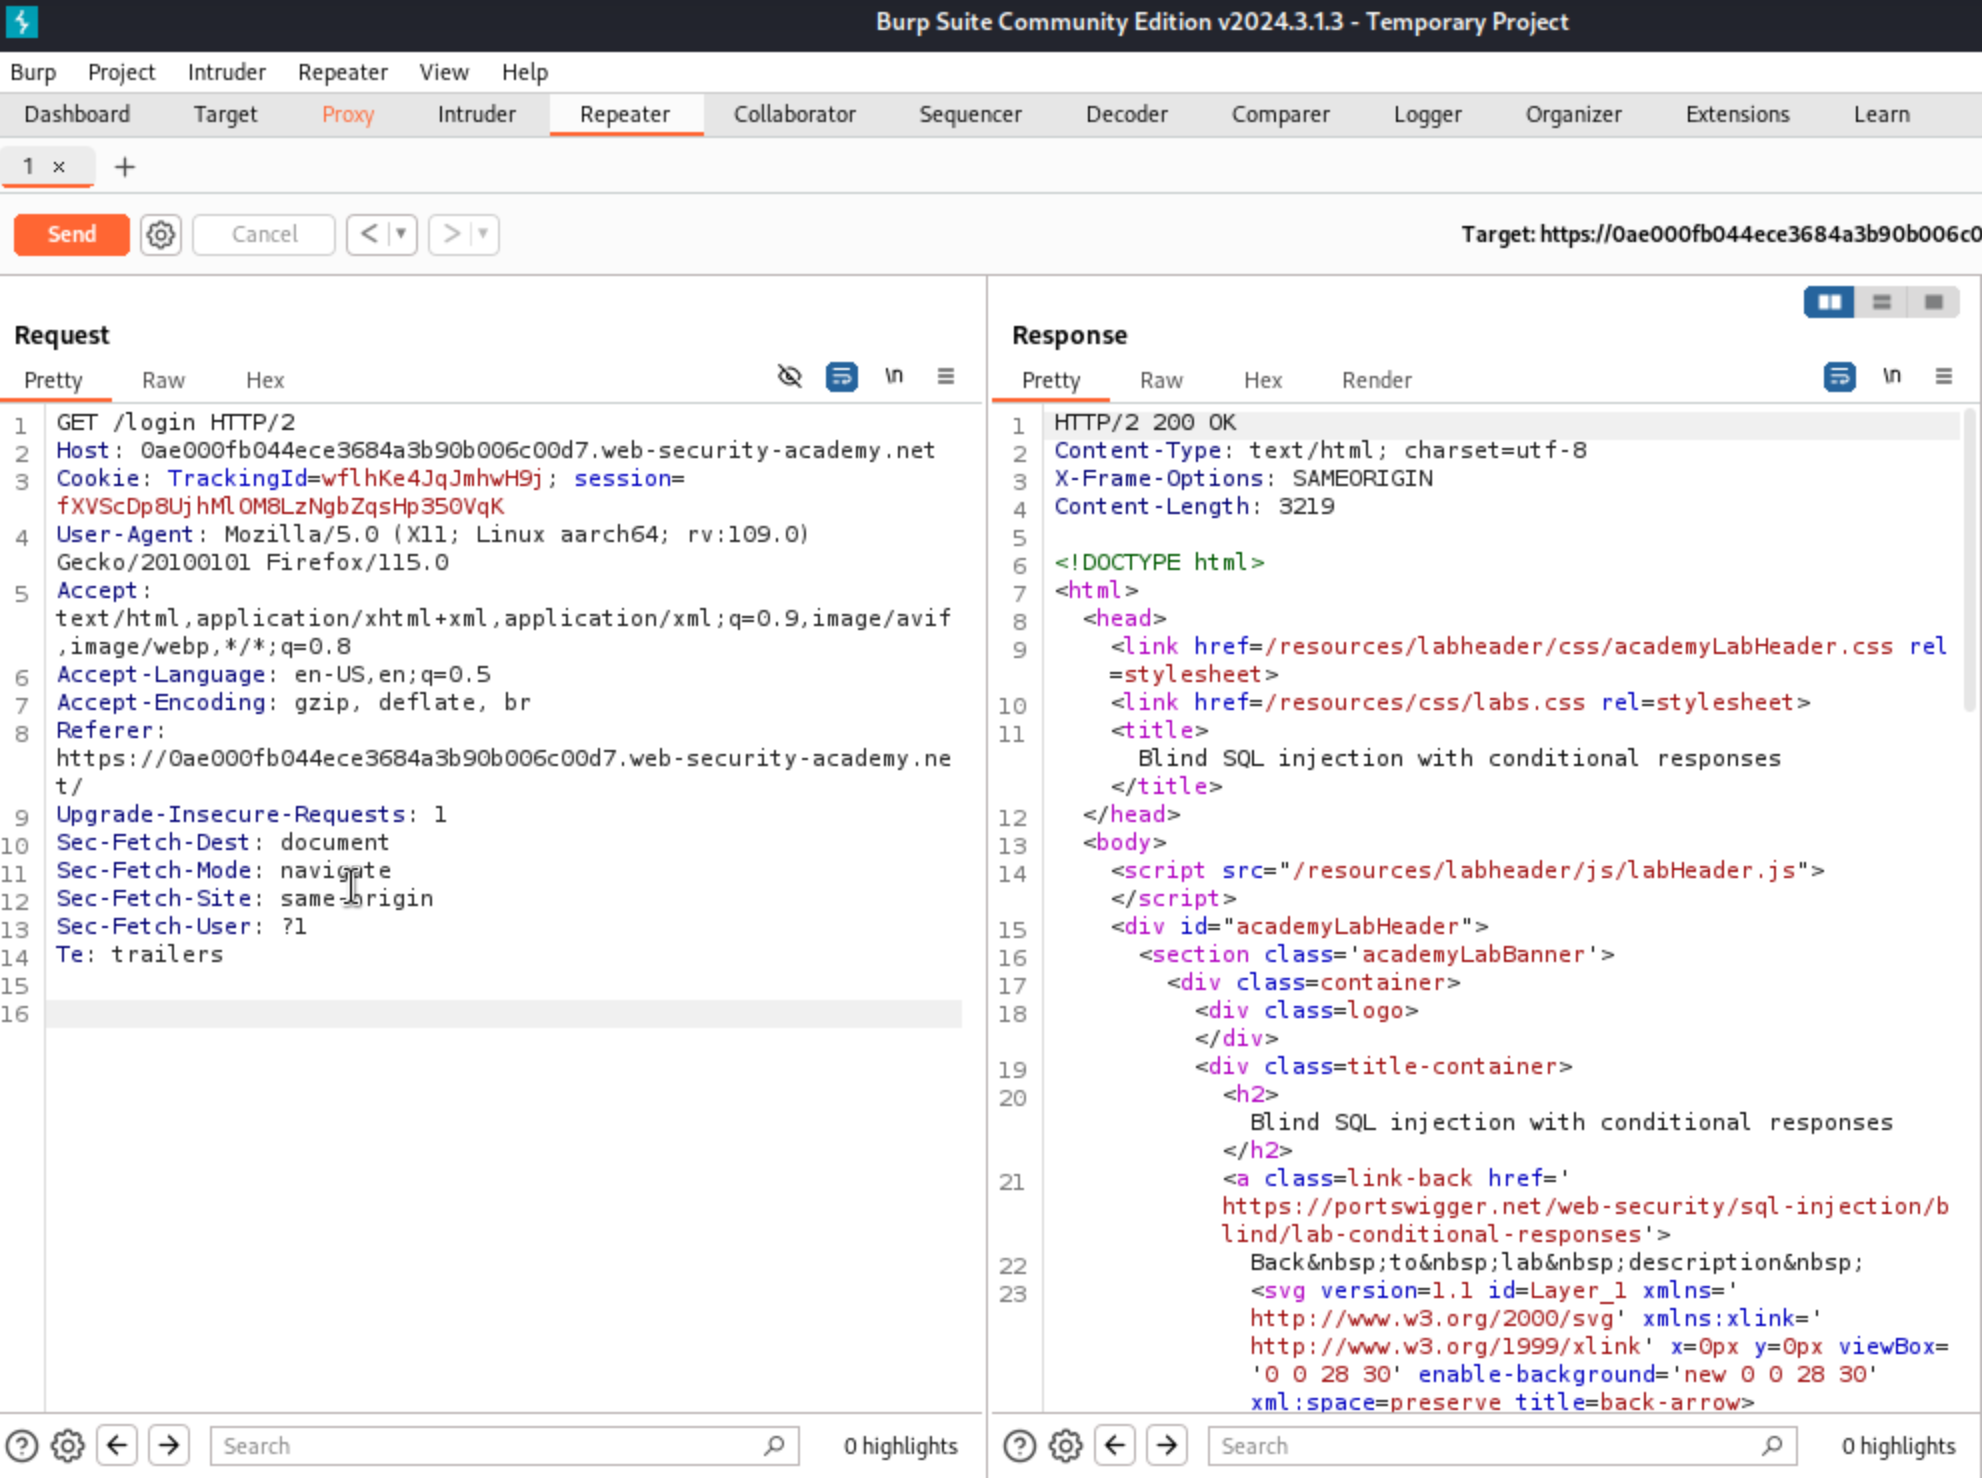 Burp Suite Community Edition v2024.3.1.3 - Temporary Project
Burp Project Intruder Repeater View Help
Dashboard Target Proxy Intruder Repeater Collaborator Sequencer Decoder Comparer Logger Organizer Extensions Learn
1 × +
Send Cancel < >
Target: https://0ae000fb044ece3684a3b90b006c0
Request
Pretty Raw Hex \n
1 GET /login HTTP/2
2 Host: 0ae000fb044ece3684a3b90b006c00d7.web-security-academy.net
3 Cookie: TrackingId=wflhKe4JqJmhwH9j; session=
fXVScDp8UjhMlOM8LzNgbZqsHp350VqK
4 User-Agent: Mozilla/5.0 (X11; Linux aarch64; rv:109.0)
Gecko/20100101 Firefox/115.0
5 Accept:
text/html,application/xhtml+xml,application/xml;q=0.9,image/avif
,image/webp,*/*;q=0.8
6 Accept-Language: en-US,en;q=0.5
7 Accept-Encoding: gzip, deflate, br
8 Referer:
https://0ae000fb044ece3684a3b90b006c00d7.web-security-academy.ne
t/
9 Upgrade-Insecure-Requests: 1
10 Sec-Fetch-Dest: document
11 Sec-Fetch-Mode: navigate
12 Sec-Fetch-Site: same-origin
13 Sec-Fetch-User: ?1
14 Te: trailers
15
16
Search 0 highlights
Response
Pretty Raw Hex Render \n
1 HTTP/2 200 OK
2 Content-Type: text/html; charset=utf-8
3 X-Frame-Options: SAMEORIGIN
4 Content-Length: 3219
5
6 <!DOCTYPE html>
7 <html>
8 <head>
9 <link href=/resources/labheader/css/academyLabHeader.css rel
=stylesheet>
10 <link href=/resources/css/labs.css rel=stylesheet>
11 <title>
Blind SQL injection with conditional responses
</title>
12 </head>
13 <body>
14 <script src="/resources/labheader/js/labHeader.js">
</script>
15 <div id="academyLabHeader">
16 <section class='academyLabBanner'>
17 <div class=container>
18 <div class=logo>
</div>
19 <div class=title-container>
20 <h2>
Blind SQL injection with conditional responses
</h2>
21 <a class=link-back href='
https://portswigger.net/web-security/sql-injection/b
lind/lab-conditional-responses'>
22 Back&nbsp;to&nbsp;lab&nbsp;description&nbsp;
23 <svg version=1.1 id=Layer_1 xmlns='
http://www.w3.org/2000/svg' xmlns:xlink='
http://www.w3.org/1999/xlink' x=0px y=0px viewBox=
'0 0 28 30' enable-background='new 0 0 28 30'
xml:space=preserve title=back-arrow>
Search 0 highlights